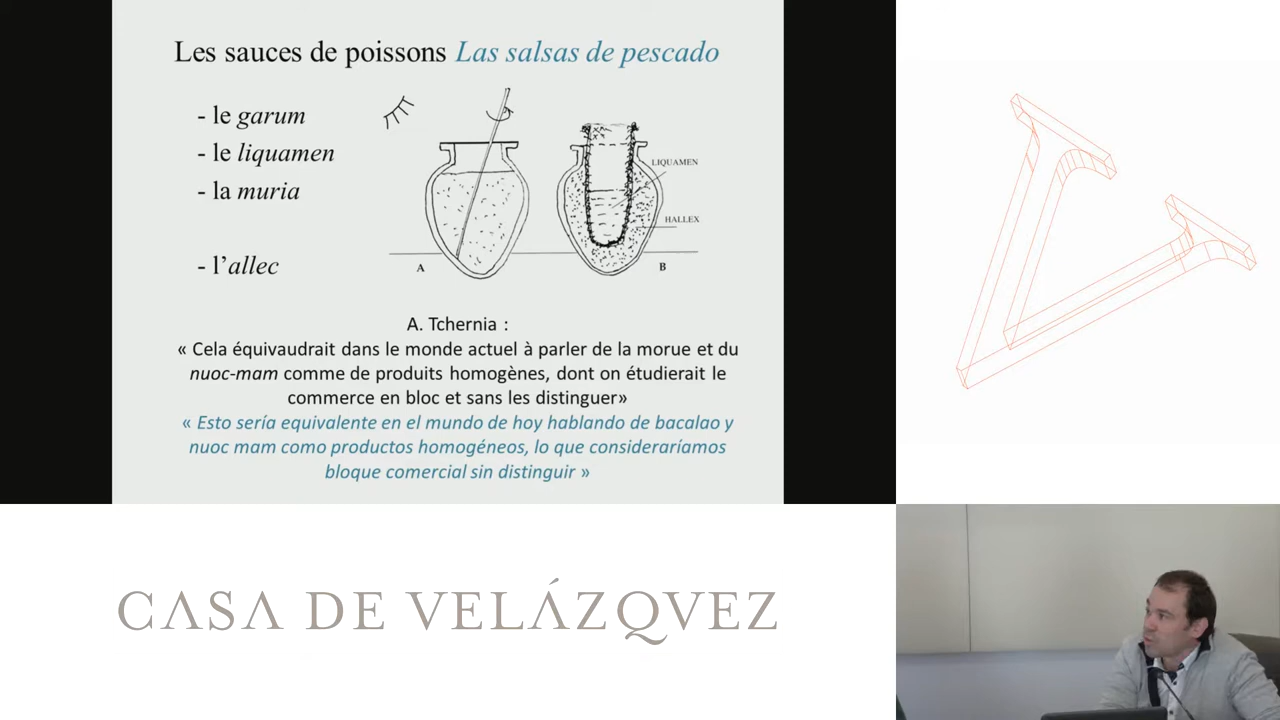 Les sauces de poissons Las salsas de pescado
- le garum
- le liquamen
- la muria
- l’allec
LIQUAMEN
HALLEX
A
B
A. Tchernia :
« Cela équivaudrait dans le monde actuel à parler de la morue et du
nuoc-mam comme de produits homogènes, dont on étudierait le
commerce en bloc et sans les distinguer»
« Esto sería equivalente en el mundo de hoy hablando de bacalao y
nuoc mam como productos homogéneos, lo que consideraríamos
bloque comercial sin distinguir »
CASA DE VELÁZQVEZ